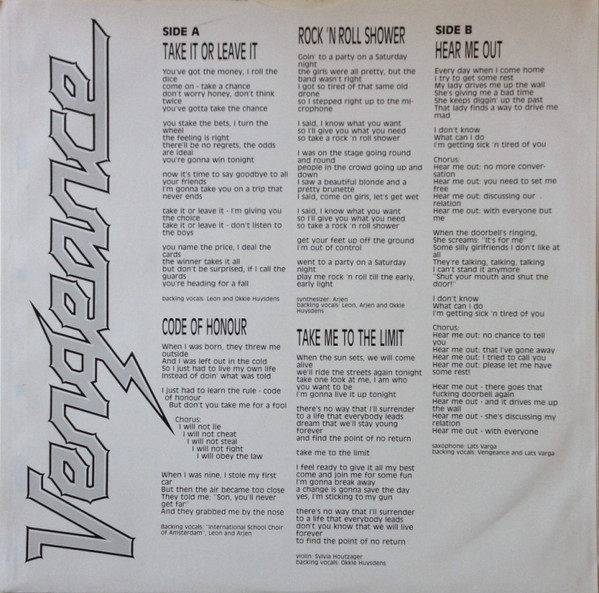 Vengeance
SIDE A
TAKE IT OR LEAVE IT
You've got the money, I roll the
dice
come on - take a chance
don't worry honey, don't think
twice
you've gotta take the chance
you stake the bets, I turn the
wheel
the feeling is right
there'll be no regrets, the odds
are ideal
you're gonna win tonight
now it's time to say goodbye to all
your friends
I'm gonna take you on a trip that
never ends
take it or leave it - I'm giving you
the choice
take it or leave it - don't listen to
the boys
you name the price, I deal the
cards
the winner takes it all
but don't be surprised, if I call the
guards
you're heading for a fall
backing vocals: Leon and Okkie Huysdens
CODE OF HONOUR
When I was born, they threw me
outside
And I was left out in the cold
So I just had to live my own life
Instead of doin' what was told
I just had to learn the rule - code
of honour
But don't you take me for a fool
Chorus:
I will not lie
I will not cheat
I will not steal
I will not fight
I will obey the law
When I was nine, I stole my first
car
But then the air became too close
They told me: "Son, you'll never
get far"
And they grabbed me by the nose
Backing vocals: "International School Choir
of Amsterdam", Leon and Arjen
ROCK 'N ROLL SHOWER
Goin' to a party on a Saturday
night
the girls were all pretty, but the
band wasn't right
I got so tired of that same old
drone
so I stepped right up to the mi-
crophone
I said, I know what you want
so I'll give you what you need
so take a rock 'n roll shower
I was on the stage going round
and round
people in the crowd going up and
down
I saw a beautiful blonde and a
pretty brunette
I said, come on girls, let's get wet
I said, I know what you want
so I'll give you what you need
so take a rock 'n roll shower
get your feet up off the ground
I'm out of control
went to a party on a Saturday
night
play me rock 'n roll till the early,
early light
synthesizer: Arjen
backing vocals: Leon, Arjen and Okkie
Huysdens
TAKE ME TO THE LIMIT
When the sun sets, we will come
alive
we'll ride the streets again tonight
take one look at me, I am who
you want to be
I'm gonna live it up tonight
there's no way that I'll surrender
to a life that everybody leads
dream that we'll stay young
forever
and find the point of no return
take me to the limit
I feel ready to give it all my best
come and join me for some fun
I'm gonna break away
a change is gonna save the day
yes, I'm sticking to my gun
there's no way that I'll surrender
to a life that everybody leads
don't you know that we will live
forever
to find the point of no return
violin: Sylvia Houtzager
backing vocals: Okkie Huysdens
SIDE B
HEAR ME OUT
Every day when I come home
I try to get some rest
My lady drives me up the wall
She's giving me a bad time
She keeps diggin' up the past
That lady finds a way to drive me
mad
I don't know
What can I do
I'm getting sick 'n tired of you
Chorus:
Hear me out: no more conver-
sation
Hear me out: you need to set me
free
Hear me out: discussing our
relation
Hear me out: with everyone but
me
When the doorbell's ringing,
She screams: "it's for me"
Some silly girlfriends I don't like at
all
They're talking, talking, talking
I can't stand it anymore
"Shut your mouth and shut the
door!"
I don't know
What can I do
I'm getting sick 'n tired of you
Chorus:
Hear me out: no chance to tell
you
Hear me out: that I've gone away
Hear me out: I tried to call you
Hear me out: please let me have
some rest!
Hear me out - there goes that
fucking doorbell again
Hear me out - and it drives me up
the wall
Hear me out - she's discussing my
relation
Hear me out - with everyone
saxophone: Lats Varga
backing vocals: Vengeance and Lats Varga